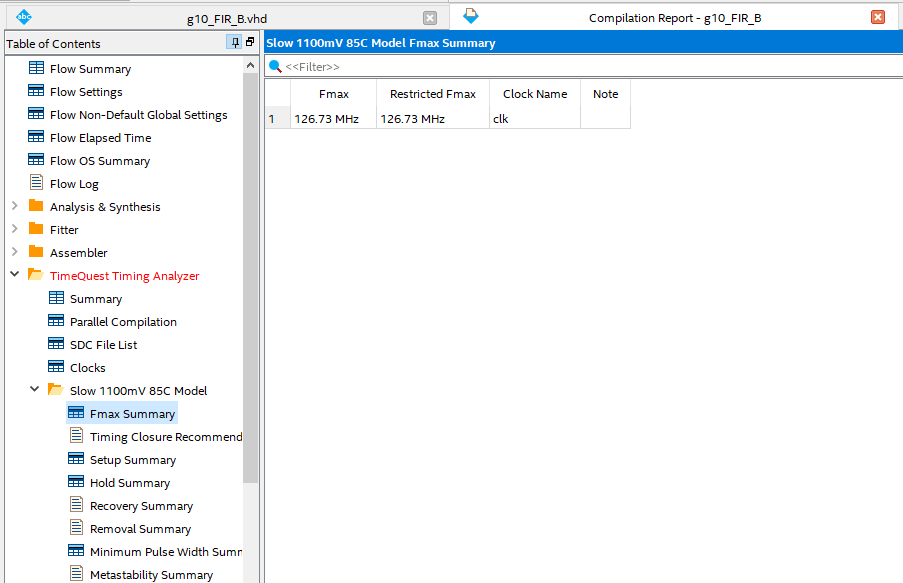 abc g10_FIR_B.vhd
Compilation Report - g10_FIR_B
Table of Contents
Flow Summary
Flow Settings
Flow Non-Default Global Settings
Flow Elapsed Time
Flow OS Summary
Flow Log
Analysis & Synthesis
Fitter
Assembler
TimeQuest Timing Analyzer
Summary
Parallel Compilation
SDC File List
Clocks
Slow 1100mV 85C Model
Fmax Summary
Timing Closure Recommend
Setup Summary
Hold Summary
Recovery Summary
Removal Summary
Minimum Pulse Width Summ
Metastability Summary
Slow 1100mV 85C Model Fmax Summary
<<Filter>>
Fmax Restricted Fmax Clock Name Note
1 126.73 MHz 126.73 MHz clk